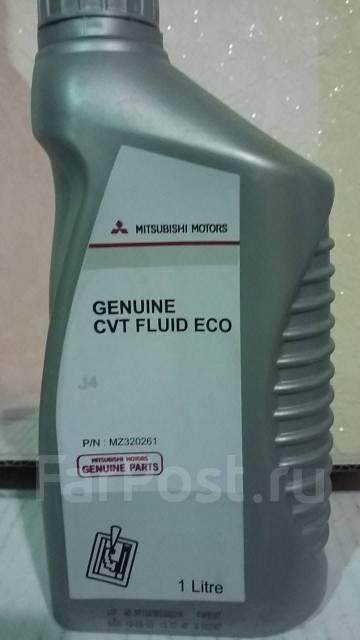 MITSUBISHI MOTORS
GENUINE
CVT FLUID ECO
J4
P/N : MZ320261
MITSUBISHI MOTORS
GENUINE PARTS
FarPost.ru
1 Litre